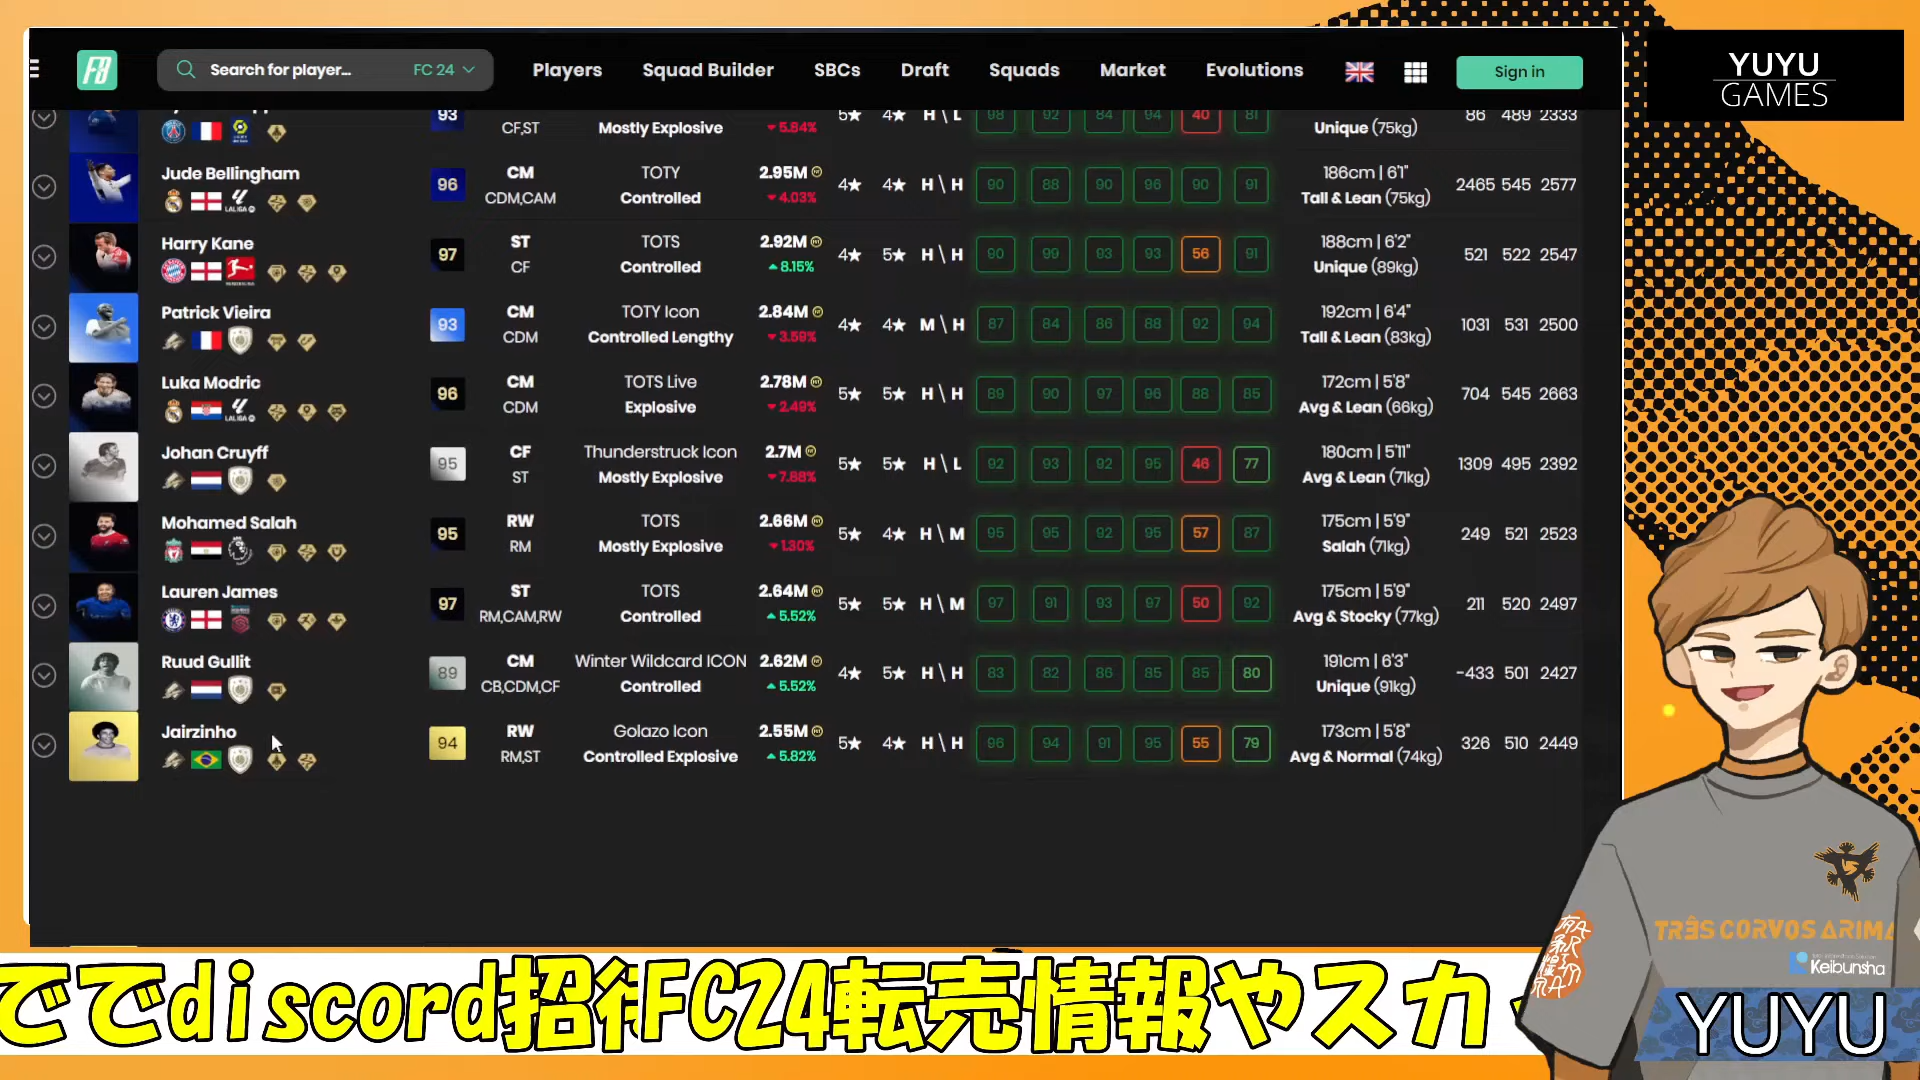 Search for player...
FC 24
Players
Squad Builder
SBCs
Draft
Squads
Market
Evolutions
Sign in
YUYU
GAMES
93
CF,ST
Mostly Explosive
5.84%
5★ 4★ H \ L
98 92 84 94 40 81
Unique (75kg)
86 489 2333
Jude Bellingham
96
CM
CDM,CAM
TOTY
Controlled
2.95M
4.03%
4★ 4★ H \ H
90 88 90 96 90 91
186cm | 6'1"
Tall & Lean (75kg)
2465 545 2577
Harry Kane
97
ST
CF
TOTS
Controlled
2.92M
8.15%
4★ 5★ H \ H
90 99 93 93 56 91
188cm | 6'2"
Unique (89kg)
521 522 2547
Patrick Vieira
93
CM
CDM
TOTY Icon
Controlled Lengthy
2.84M
3.59%
4★ 4★ M \ H
87 84 86 88 92 94
192cm | 6'4"
Tall & Lean (83kg)
1031 531 2500
Luka Modric
96
CM
CDM
TOTS Live
Explosive
2.78M
2.49%
5★ 5★ H \ H
89 90 97 96 88 85
172cm | 5'8"
Avg & Lean (66kg)
704 545 2663
Johan Cruyff
95
CF
ST
Thunderstruck Icon
Mostly Explosive
2.7M
7.88%
5★ 5★ H \ L
92 93 92 95 46 77
180cm | 5'11"
Avg & Lean (71kg)
1309 495 2392
Mohamed Salah
95
RW
RM
TOTS
Mostly Explosive
2.66M
1.30%
5★ 4★ H \ M
95 95 92 95 57 87
175cm | 5'9"
Salah (71kg)
249 521 2523
Lauren James
97
ST
RM,CAM,RW
TOTS
Controlled
2.64M
5.52%
5★ 5★ H \ M
97 91 93 97 50 92
175cm | 5'9"
Avg & Stocky (77kg)
211 520 2497
Ruud Gullit
89
CM
CB,CDM,CF
Winter Wildcard ICON
Controlled
2.62M
5.52%
4★ 5★ H \ H
83 82 86 85 85 80
191cm | 6'3"
Unique (91kg)
-433 501 2427
Jairzinho
94
RW
RM,ST
Golazo Icon
Controlled Explosive
2.55M
5.82%
5★ 4★ H \ H
96 94 91 95 55 79
173cm | 5'8"
Avg & Normal (74kg)
326 510 2449
TRÊS CORVOS ARIMA
Keibunsha
ででdiscord招待FC24転売情報やスカ
YUYU